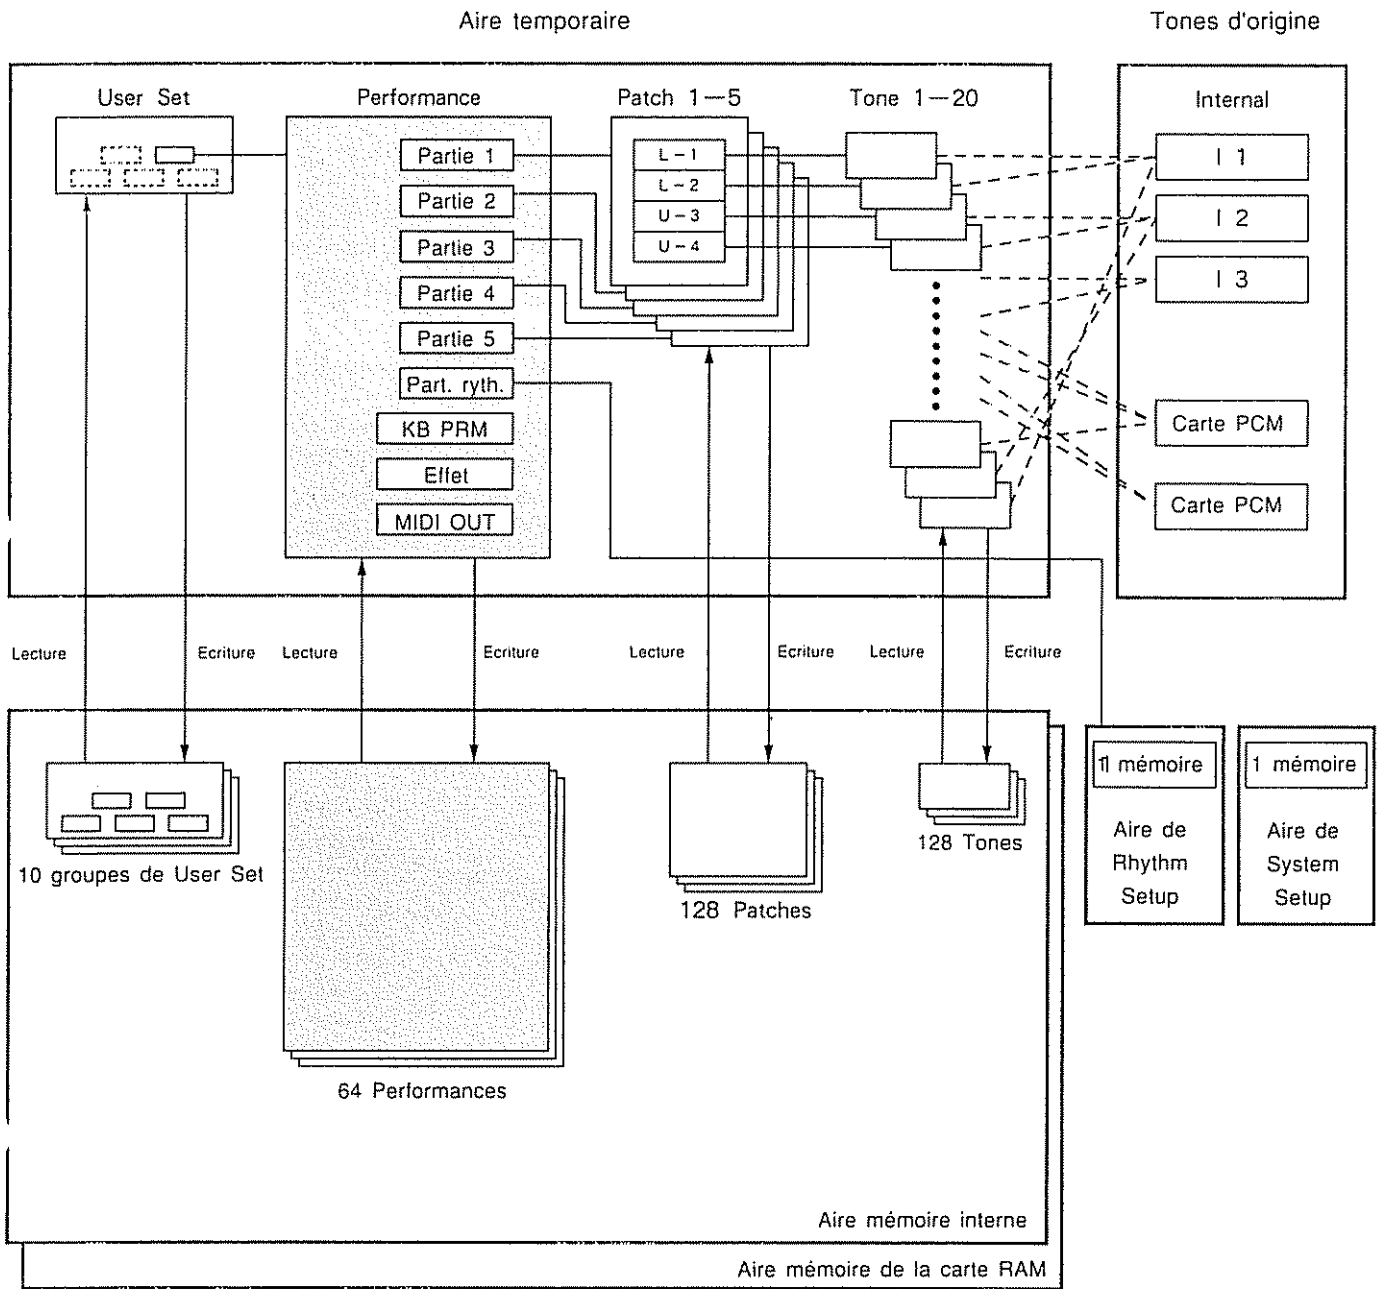 Aire temporaire
Tones d'origine
User Set
Performance
Patch 1—5
Tone 1—20
Internal
Partie 1
Partie 2
Partie 3
Partie 4
Partie 5
Part. ryth.
KB PRM
Effet
MIDI OUT
L-1
L-2
U-3
U-4
I 1
I 2
I 3
Carte PCM
Carte PCM
Lecture
Ecriture
Lecture
Ecriture
Lecture
Ecriture
Lecture
Ecriture
10 groupes de User Set
64 Performances
128 Patches
128 Tones
1 mémoire
Aire de
Rhythm
Setup
1 mémoire
Aire de
System
Setup
Aire mémoire interne
Aire mémoire de la carte RAM